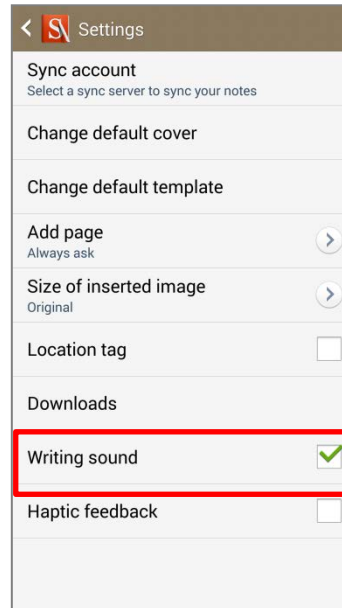 Settings
Sync account
Select a sync server to sync your notes
Change default cover
Change default template
Add page
Always ask
Size of inserted image
Original
Location tag
Downloads
Writing sound
Haptic feedback